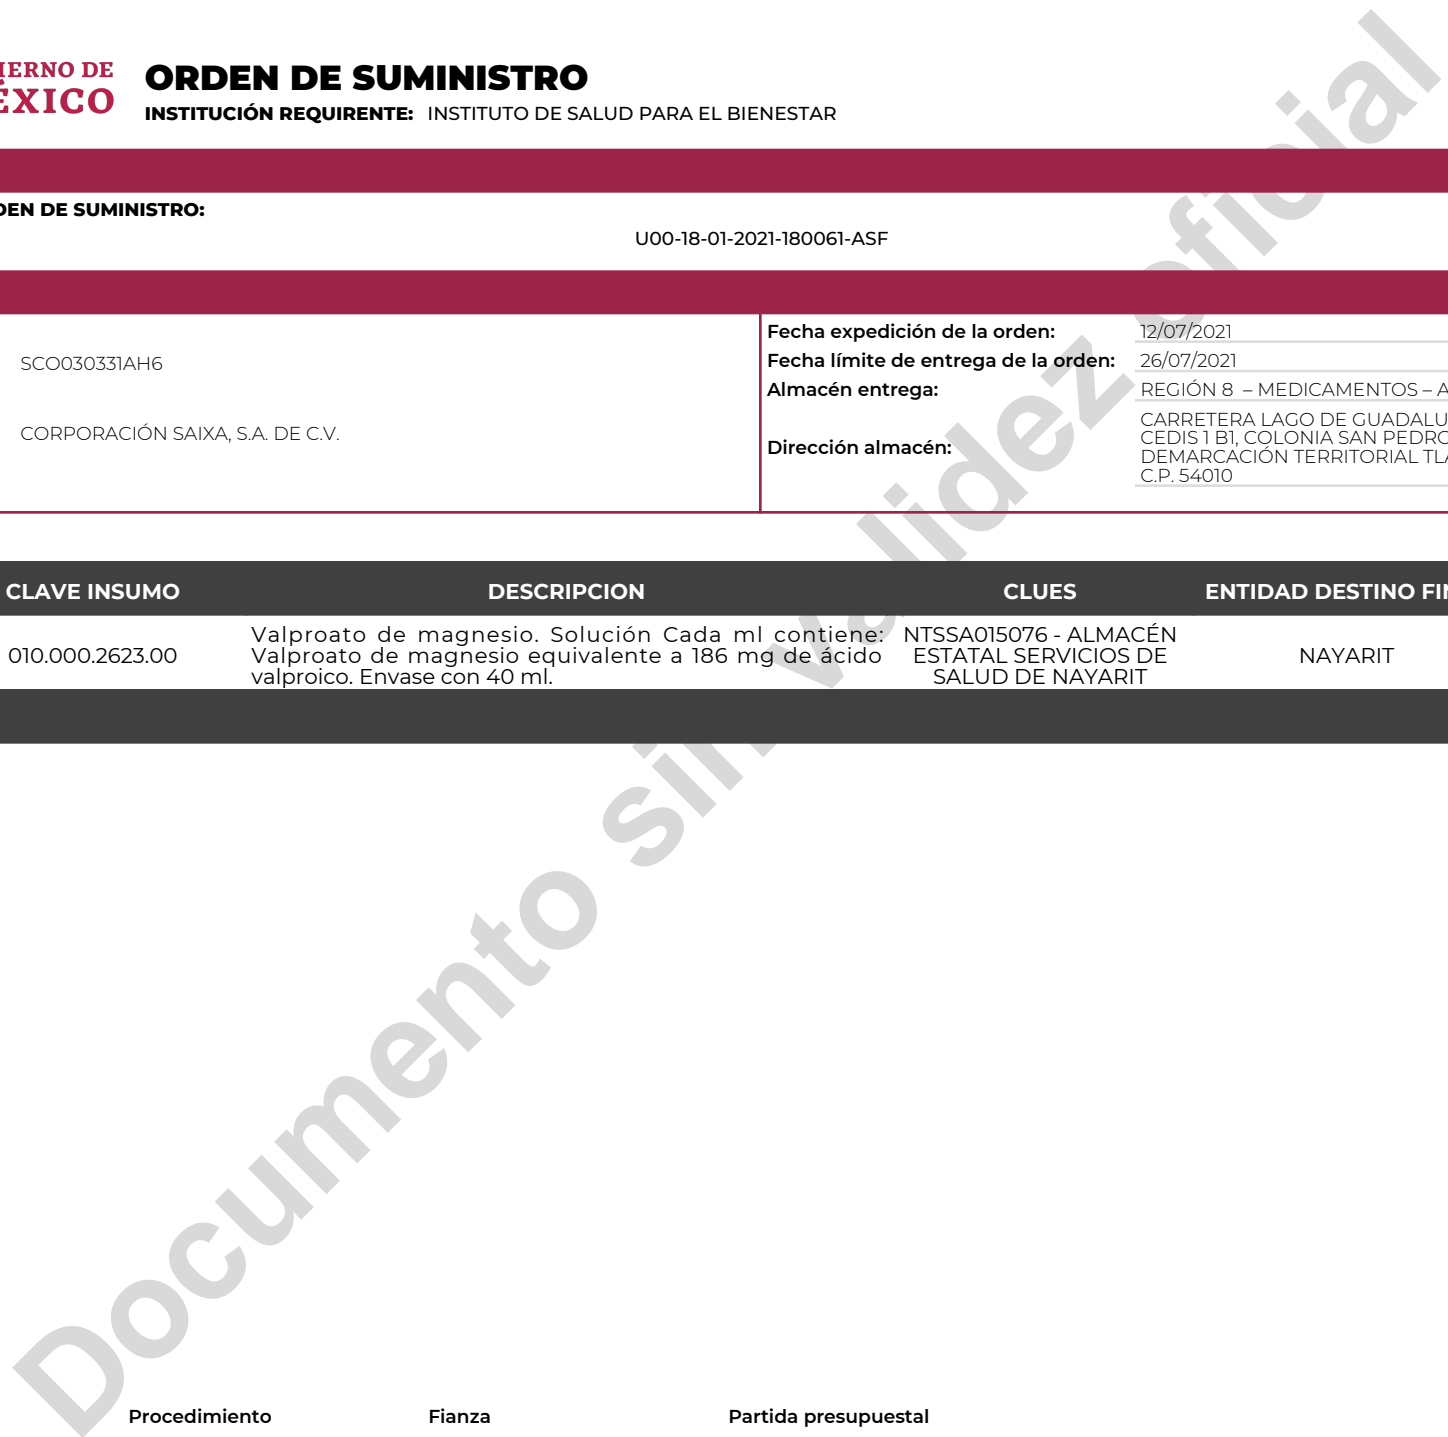 IERNO DE
ÉXICO
ORDEN DE SUMINISTRO
INSTITUCIÓN REQUIRENTE: INSTITUTO DE SALUD PARA EL BIENESTAR
DEN DE SUMINISTRO:
U00-18-01-2021-180061-ASF
SCO030331AH6
CORPORACIÓN SAIXA, S.A. DE C.V.
Fecha expedición de la orden: 12/07/2021
Fecha límite de entrega de la orden: 26/07/2021
Almacén entrega: REGIÓN 8 – MEDICAMENTOS – A
Dirección almacén:
CARRETERA LAGO DE GUADALU
CEDIS 1 B1, COLONIA SAN PEDRO
DEMARCACIÓN TERRITORIAL TLA
C.P. 54010
CLAVE INSUMO DESCRIPCION CLUES ENTIDAD DESTINO FIN
010.000.2623.00
Valproato de magnesio. Solución Cada ml contiene:
Valproato de magnesio equivalente a 186 mg de ácido
valproico. Envase con 40 ml.
NTSSA015076 - ALMACÉN
ESTATAL SERVICIOS DE
SALUD DE NAYARIT
NAYARIT
Documento sin validez oficial
Procedimiento Fianza Partida presupuestal